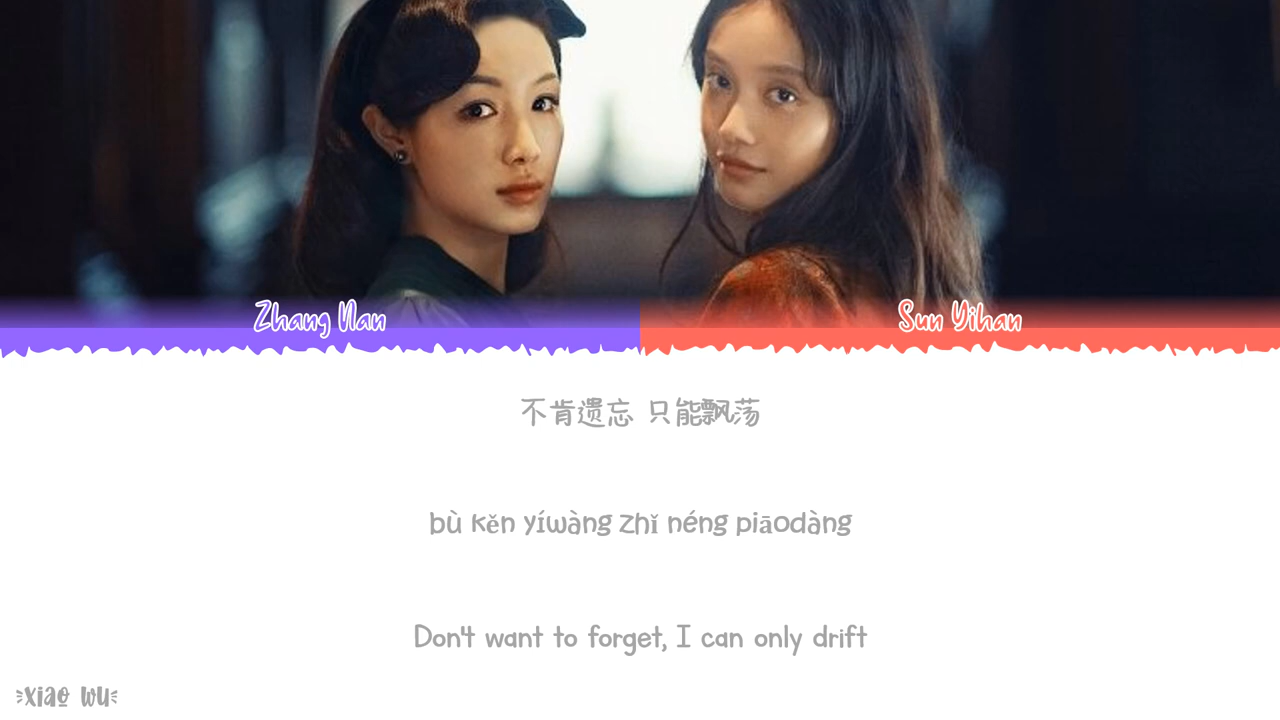 Zhang Nan
Sun Yihan
不肯遗忘 只能飘荡
bù kěn yíwàng zhǐ néng piāodàng
Don't want to forget, I can only drift
xiao wu